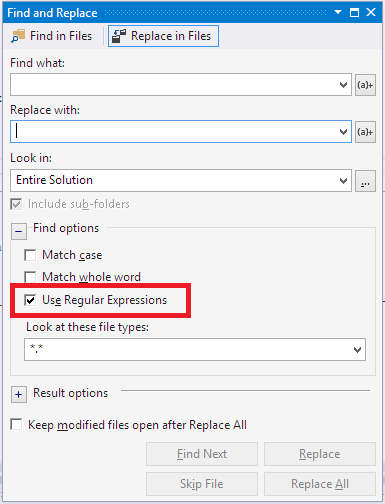 Find and Replace
Find in Files
Replace in Files
Find what:
(a)+
Replace with:
(a)+
Look in:
Entire Solution
...
Include sub-folders
Find options
Match case
Match whole word
Use Regular Expressions
Look at these file types:
*.*
Result options
Keep modified files open after Replace All
Find Next
Replace
Skip File
Replace All